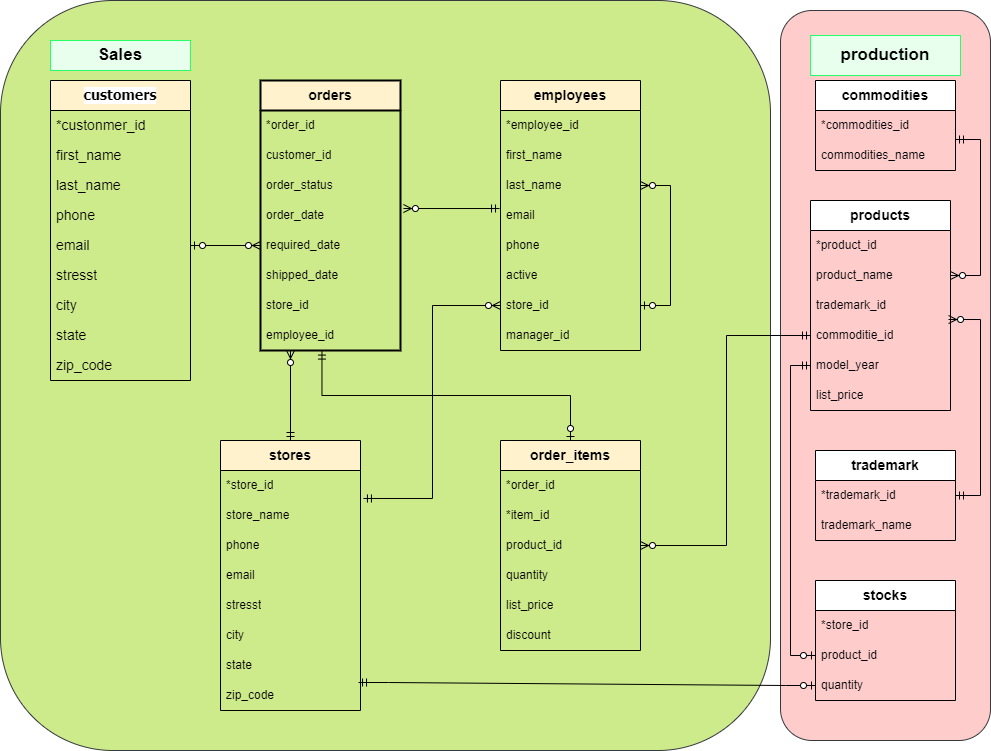 Sales
customers
*custonmer_id
first_name
last_name
phone
email
stresst
city
state
zip_code
orders
*order_id
customer_id
order_status
order_date
required_date
shipped_date
store_id
employee_id
employees
*employee_id
first_name
last_name
email
phone
active
store_id
manager_id
stores
*store_id
store_name
phone
email
stresst
city
state
zip_code
order_items
*order_id
*item_id
product_id
quantity
list_price
discount
production
commodities
*commodities_id
commodities_name
products
*product_id
product_name
trademark_id
commoditie_id
model_year
list_price
trademark
*trademark_id
trademark_name
stocks
*store_id
product_id
quantity